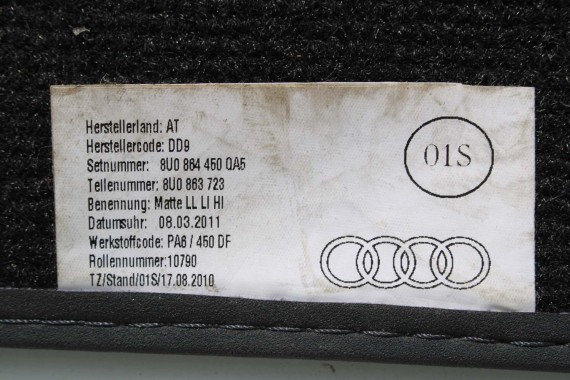 Herstellerland: AT
Herstellercode: DD9
Setnummer: 8U0 864 450 QA5
Teilenummer: 8U0 863 723
Benennung: Matte LL LI HI
Datumsuhr: 08.03.2011
Werkstoffcode: PA6 / 450 DF
Rollennummer:10790
TZ/Stand/01S/17.08.2010
01S